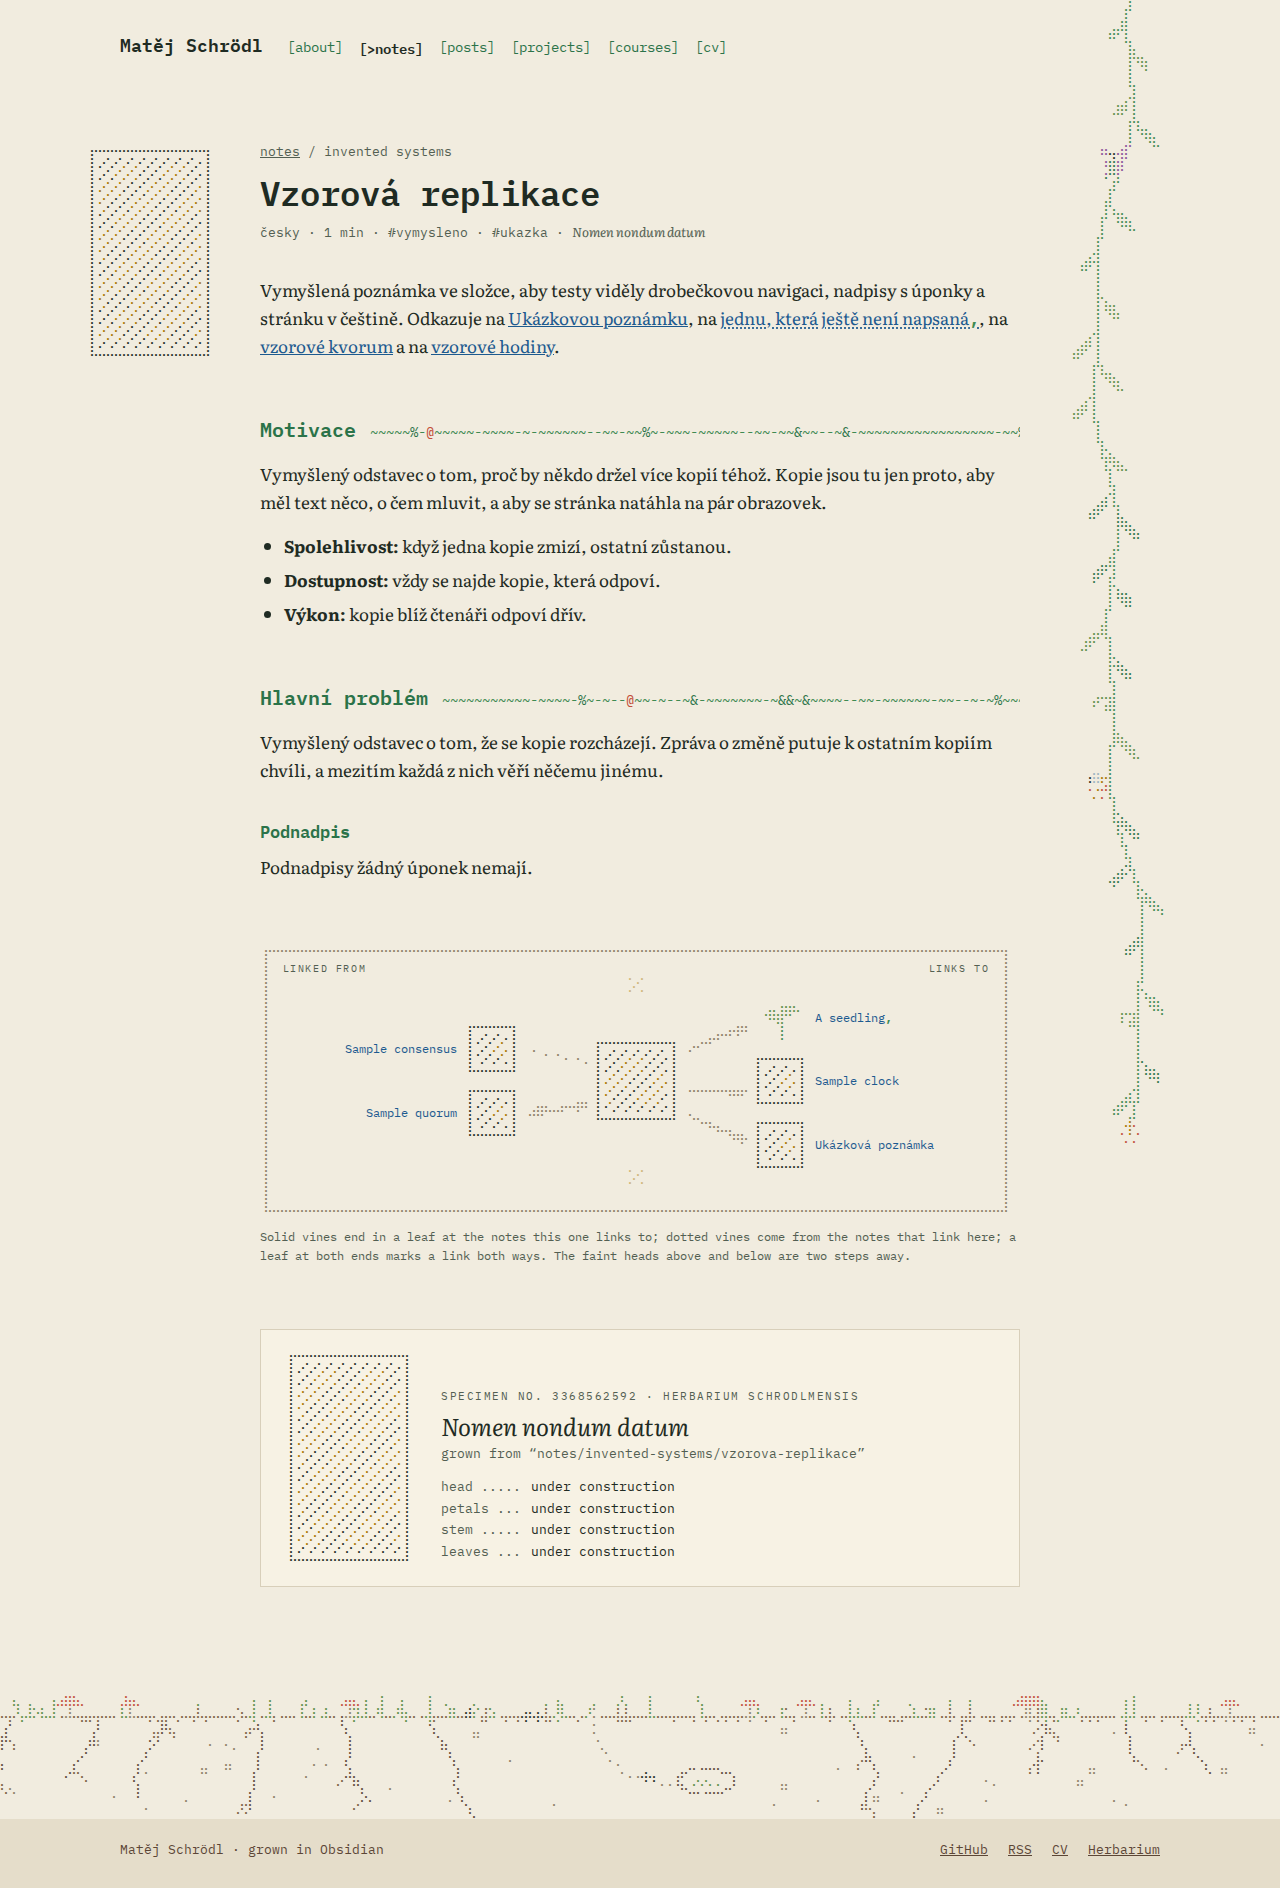 Matěj Schrödl [about] [>notes] [posts] [projects] [courses] [cv]
notes / invented systems
Vzorová replikace
česky · 1 min · #vymysleno · #ukazka · Nomen nondum datum
Vymyšlená poznámka ve složce, aby testy viděly drobečkovou navigaci, nadpisy s úponky a
stránku v češtině. Odkazuje na Ukázkovou poznámku, na jednu, která ještě není napsaná,, na
vzorové kvorum a na vzorové hodiny.
Motivace
Vymyšlený odstavec o tom, proč by někdo držel více kopií téhož. Kopie jsou tu jen proto, aby
měl text něco, o čem mluvit, a aby se stránka natáhla na pár obrazovek.
• Spolehlivost: když jedna kopie zmizí, ostatní zůstanou.
• Dostupnost: vždy se najde kopie, která odpoví.
• Výkon: kopie blíž čtenáři odpoví dřív.
Hlavní problém
Vymyšlený odstavec o tom, že se kopie rozcházejí. Zpráva o změně putuje k ostatním kopiím
chvíli, a mezitím každá z nich věří něčemu jinému.
Podnadpis
Podnadpisy žádný úponek nemají.
LINKED FROM LINKS TO
A seedling,
Sample consensus
Sample clock
Sample quorum
Ukázková poznámka
Solid vines end in a leaf at the notes this one links to; dotted vines come from the notes that link here; a
leaf at both ends marks a link both ways. The faint heads above and below are two steps away.
SPECIMEN NO. 3368562592 · HERBARIUM SCHRODLMENSIS
Nomen nondum datum
grown from “notes/invented-systems/vzorova-replikace”
head ..... under construction
petals ... under construction
stem ..... under construction
leaves ... under construction
Matěj Schrödl · grown in Obsidian GitHub RSS CV Herbarium